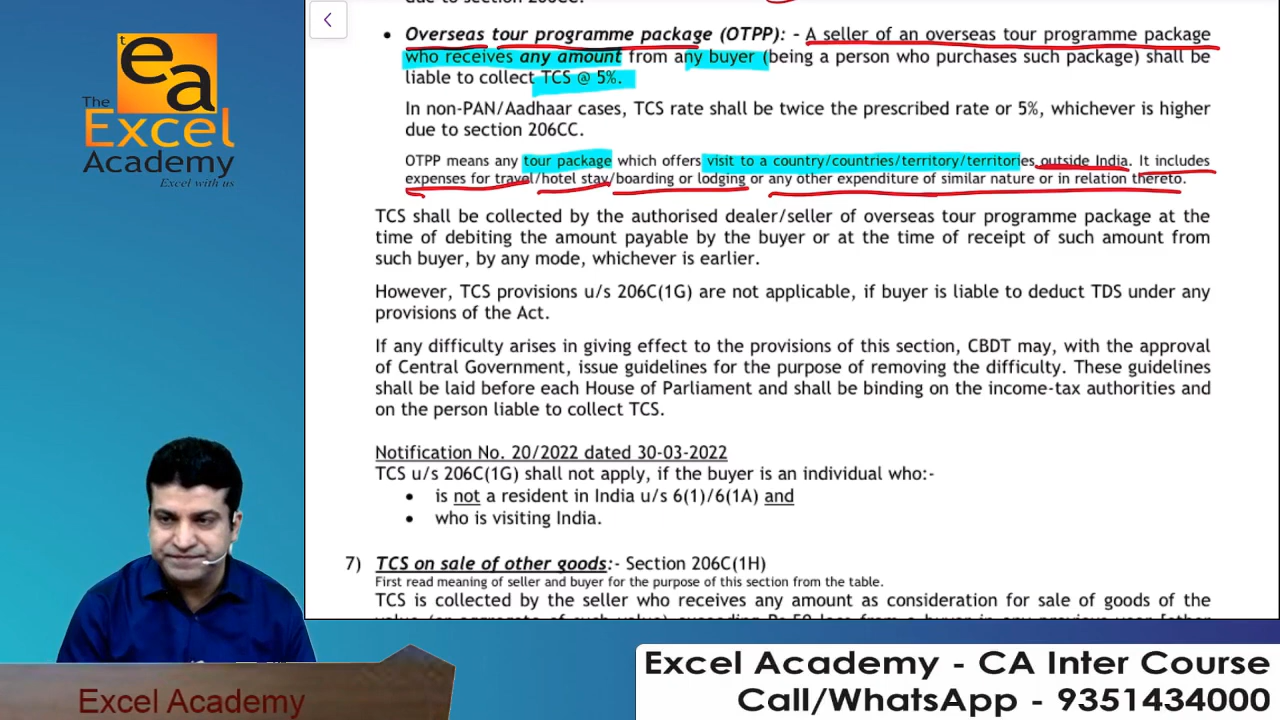 due to section 206CC.
• Overseas tour programme package (OTPP): - A seller of an overseas tour programme package
who receives any amount from any buyer (being a person who purchases such package) shall be
liable to collect TCS @ 5%.
In non-PAN/Aadhaar cases, TCS rate shall be twice the prescribed rate or 5%, whichever is higher
due to section 206CC.
OTPP means any tour package which offers visit to a country/countries/territory/territories outside India. It includes
expenses for travel/hotel stay/boarding or lodging or any other expenditure of similar nature or in relation thereto.
TCS shall be collected by the authorised dealer/seller of overseas tour programme package at the
time of debiting the amount payable by the buyer or at the time of receipt of such amount from
such buyer, by any mode, whichever is earlier.
However, TCS provisions u/s 206C(1G) are not applicable, if buyer is liable to deduct TDS under any
provisions of the Act.
If any difficulty arises in giving effect to the provisions of this section, CBDT may, with the approval
of Central Government, issue guidelines for the purpose of removing the difficulty. These guidelines
shall be laid before each House of Parliament and shall be binding on the income-tax authorities and
on the person liable to collect TCS.
Notification No. 20/2022 dated 30-03-2022
TCS u/s 206C(1G) shall not apply, if the buyer is an individual who:-
• is not a resident in India u/s 6(1)/6(1A) and
• who is visiting India.
7) TCS on sale of other goods:- Section 206C(1H)
First read meaning of seller and buyer for the purpose of this section from the table.
TCS is collected by the seller who receives any amount as consideration for sale of goods of the
tea
The
Excel
Academy
Excel with us
Excel Academy
Excel Academy - CA Inter Course
Call/WhatsApp - 9351434000